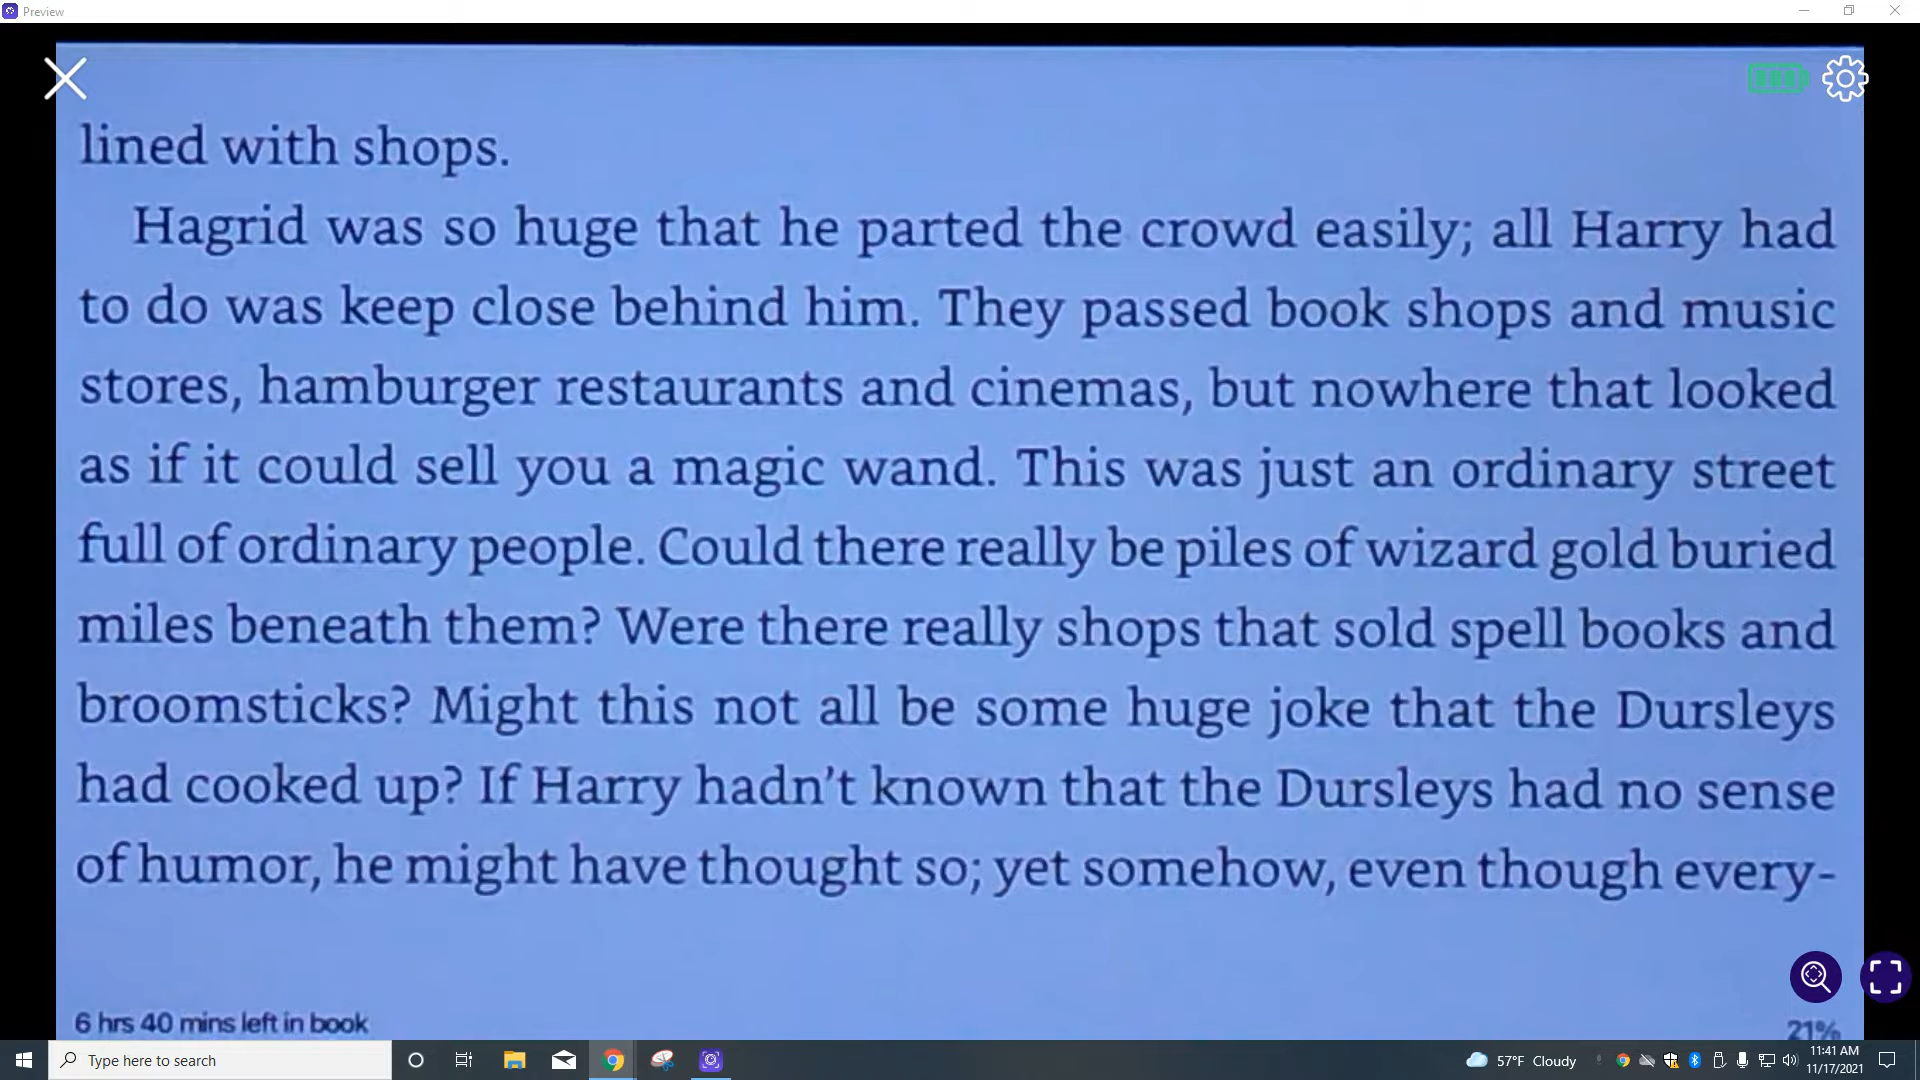 Preview
lined with shops.
Hagrid was so huge that he parted the crowd easily; all Harry had
to do was keep close behind him. They passed book shops and music
stores, hamburger restaurants and cinemas, but nowhere that looked
as if it could sell you a magic wand. This was just an ordinary street
full of ordinary people. Could there really be piles of wizard gold buried
miles beneath them? Were there really shops that sold spell books and
broomsticks? Might this not all be some huge joke that the Dursleys
had cooked up? If Harry hadn’t known that the Dursleys had no sense
of humor, he might have thought so; yet somehow, even though every-
6 hrs 40 mins left in book
21%
Type here to search
57°F Cloudy
11:41 AM
11/17/2021